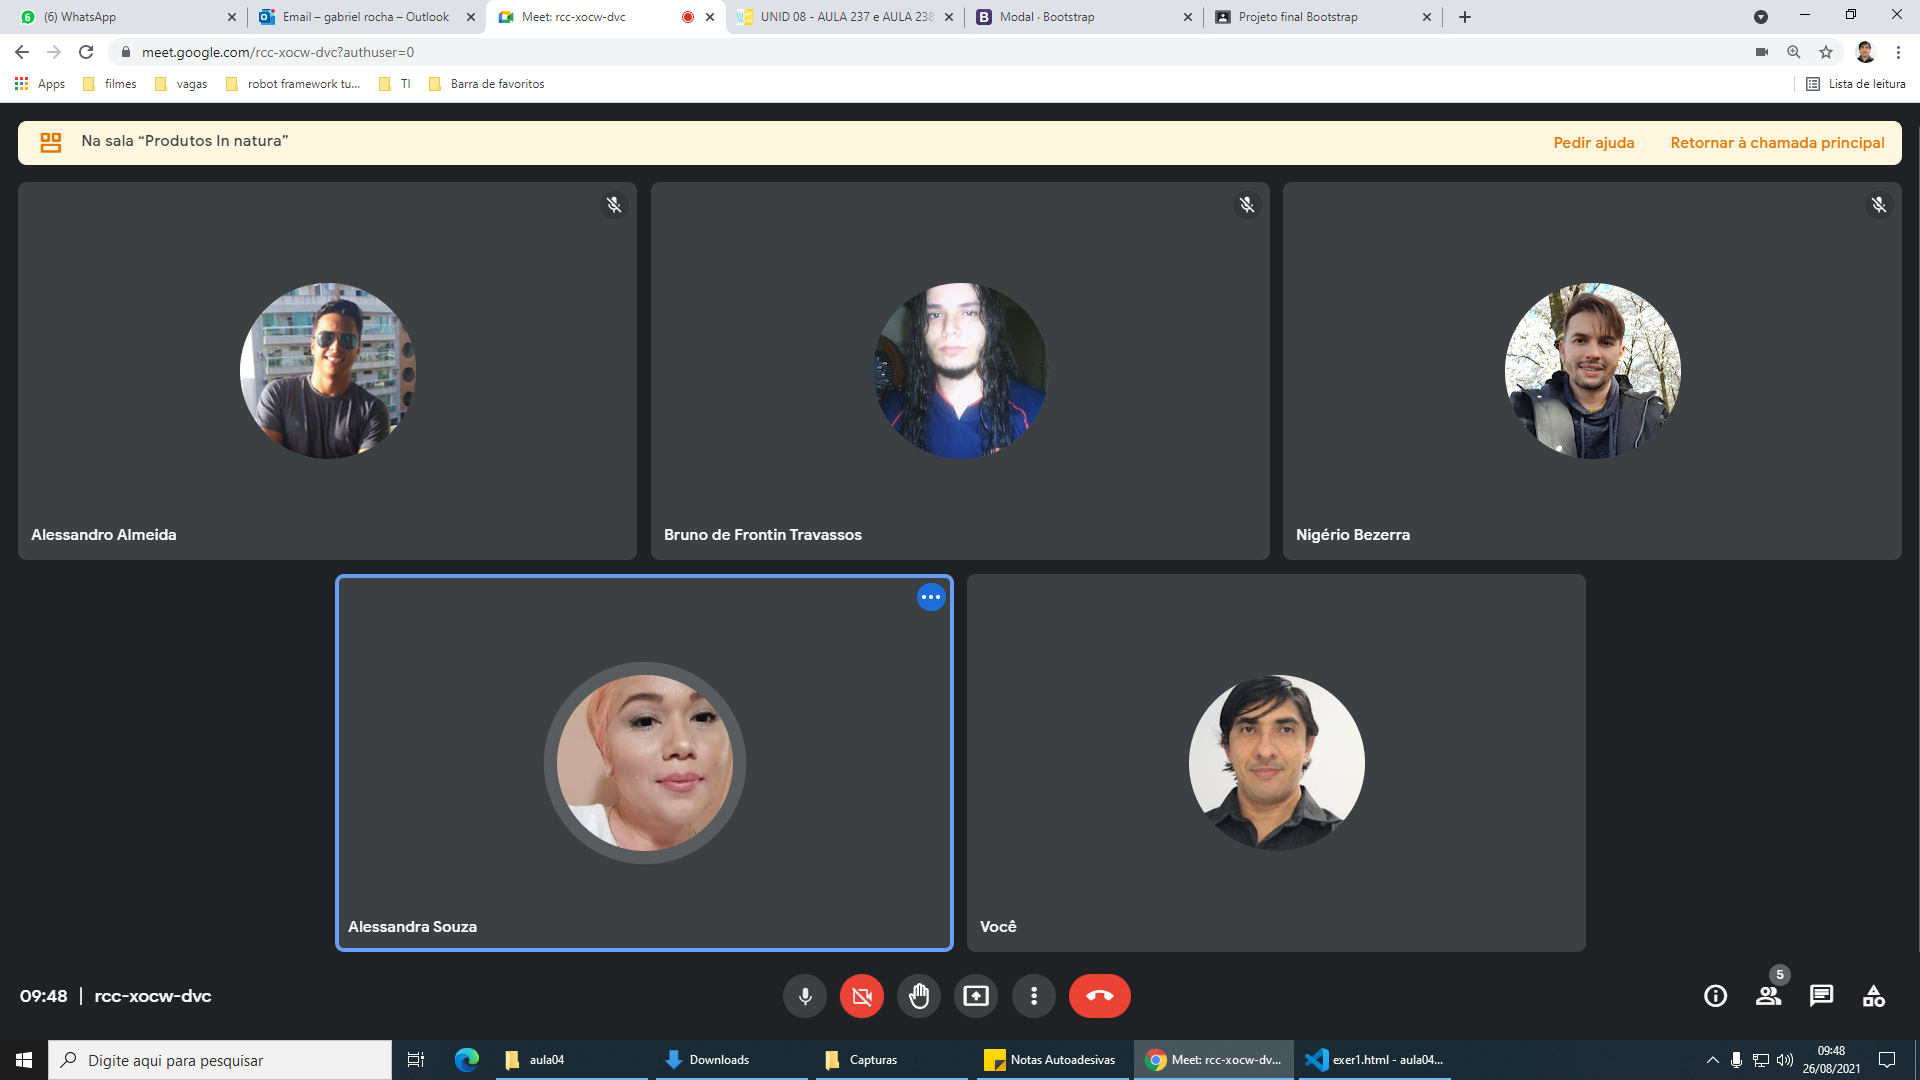 (6) WhatsApp
Email – gabriel rocha – Outlook
Meet: rcc-xocw-dvc
UNID 08 - AULA 237 e AULA 238
Modal · Bootstrap
Projeto final Bootstrap
meet.google.com/rcc-xocw-dvc?authuser=0
Apps
filmes
vagas
robot framework tu...
TI
Barra de favoritos
Lista de leitura
Na sala “Produtos In natura”
Pedir ajuda
Retornar à chamada principal
Alessandro Almeida
Bruno de Frontin Travassos
Nigério Bezerra
Alessandra Souza
Você
09:48 | rcc-xocw-dvc
5
Digite aqui para pesquisar
aula04
Downloads
Capturas
Notas Autoadesivas
Meet: rcc-xocw-dv...
exer1.html - aula04...
09:48
26/08/2021